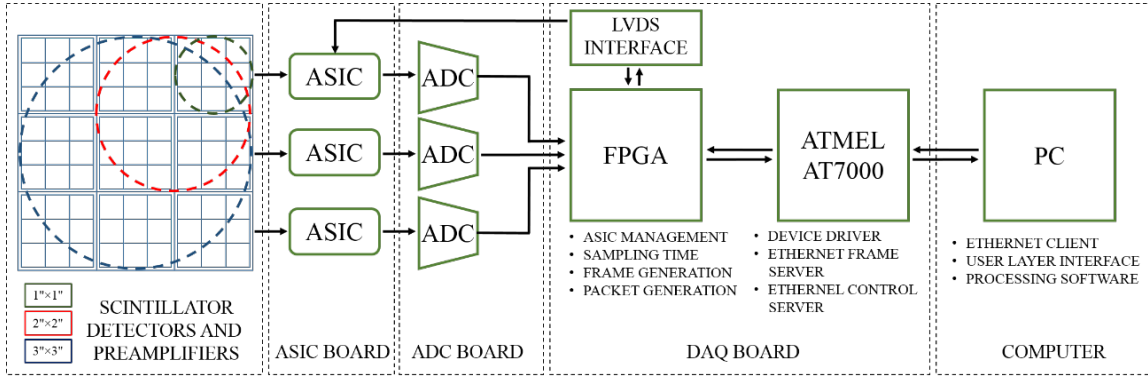 LVDS
INTERFACE
ASIC
ADC
ASIC
ADC
ASIC
ADC
FPGA
ATMEL
AT7000
PC
• ASIC MANAGEMENT
• SAMPLING TIME
• FRAME GENERATION
• PACKET GENERATION
• DEVICE DRIVER
• ETHERNET FRAME
SERVER
• ETHERNEL CONTROL
SERVER
• ETHERNET CLIENT
• USER LAYER INTERFACE
• PROCESSING SOFTWARE
1"×1"
2"×2"
3"×3"
SCINTILLATOR
DETECTORS AND
PREAMPLIFIERS
ASIC BOARD
ADC BOARD
DAQ BOARD
COMPUTER